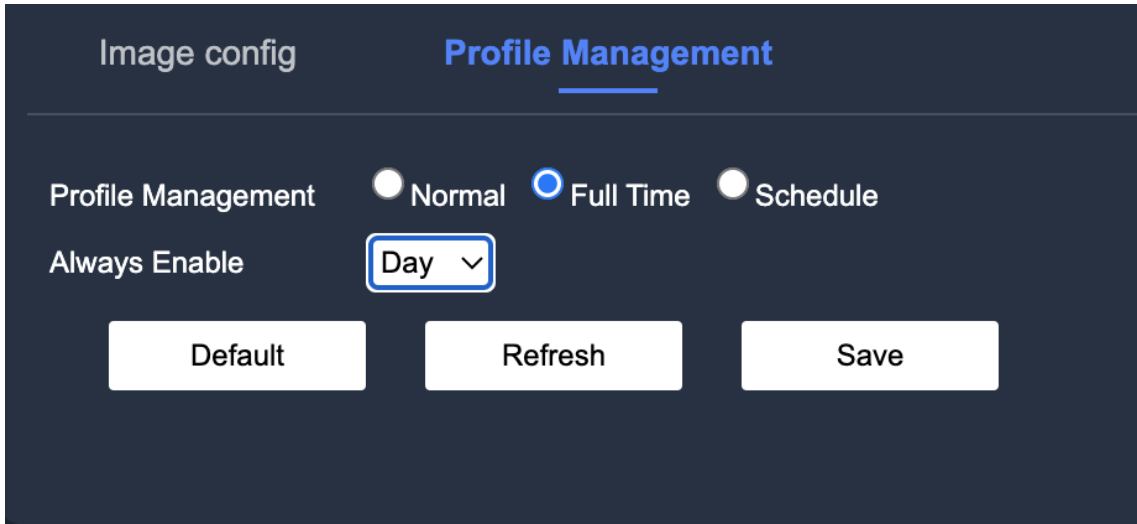 Image config Profile Management
Profile Management Normal Full Time Schedule
Always Enable Day
Default Refresh Save